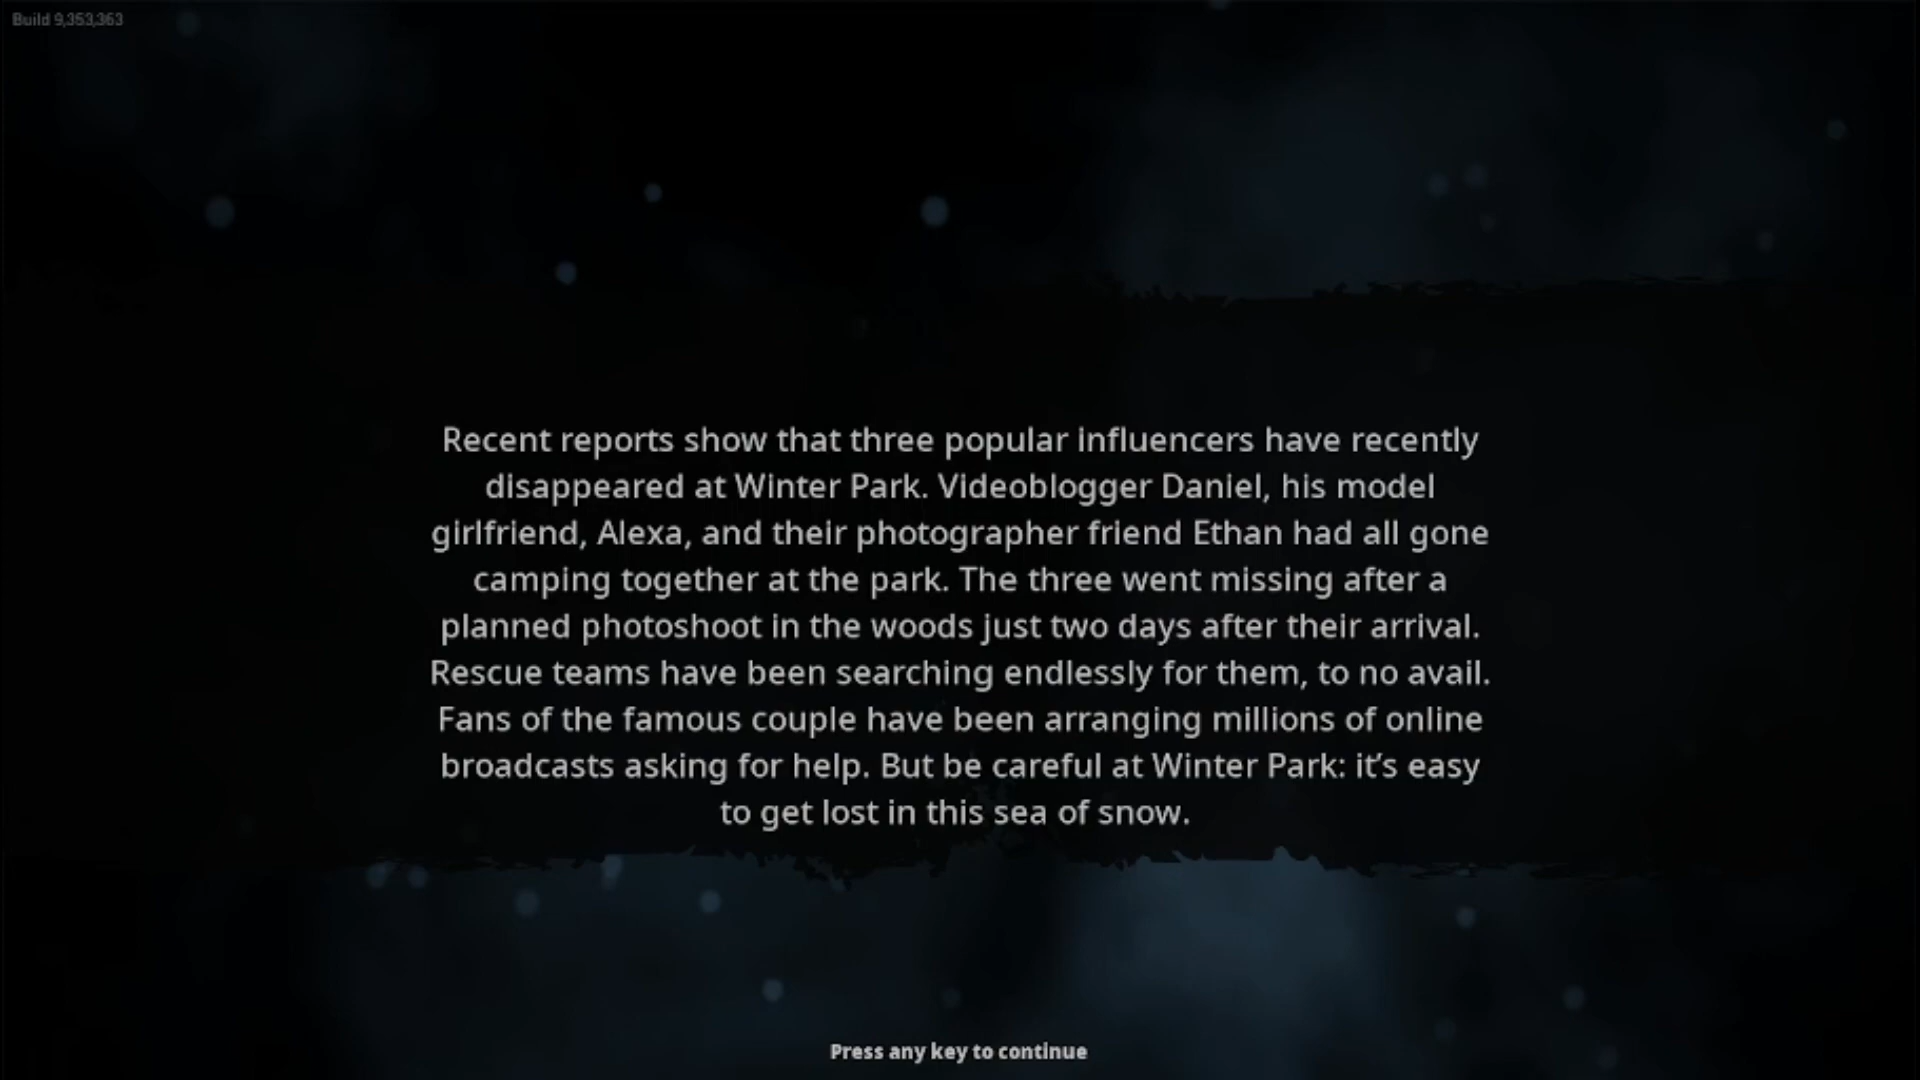 Build 9,353,363
Recent reports show that three popular influencers have recently
disappeared at Winter Park. Videoblogger Daniel, his model
girlfriend, Alexa, and their photographer friend Ethan had all gone
camping together at the park. The three went missing after a
planned photoshoot in the woods just two days after their arrival.
Rescue teams have been searching endlessly for them, to no avail.
Fans of the famous couple have been arranging millions of online
broadcasts asking for help. But be careful at Winter Park: it’s easy
to get lost in this sea of snow.
Press any key to continue